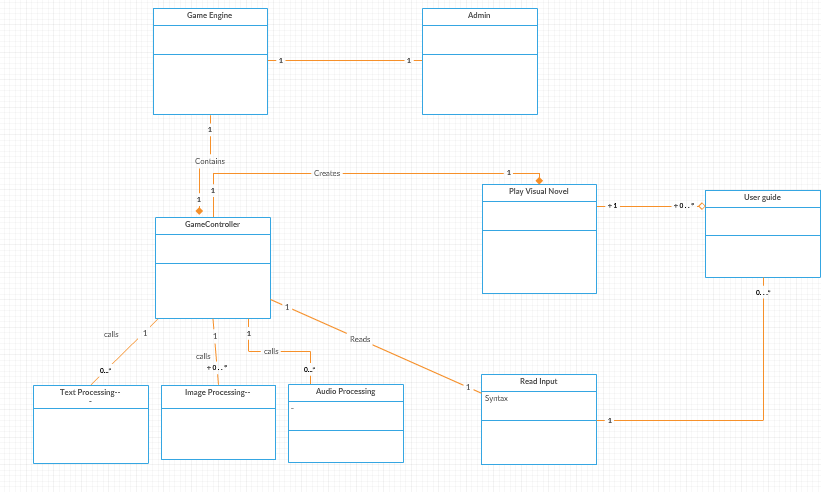 Game Engine
Admin
1
1
1
Contains
1
1
Creates
1
Play Visual Novel
+1
+0..*
User guide
GameController
0...*
1
Reads
1
calls
1
0...*
1
calls
+0..*
1
calls
0..*
Text Processing--
-
Image Processing--
Audio Processing
-
Read Input
Syntax
1